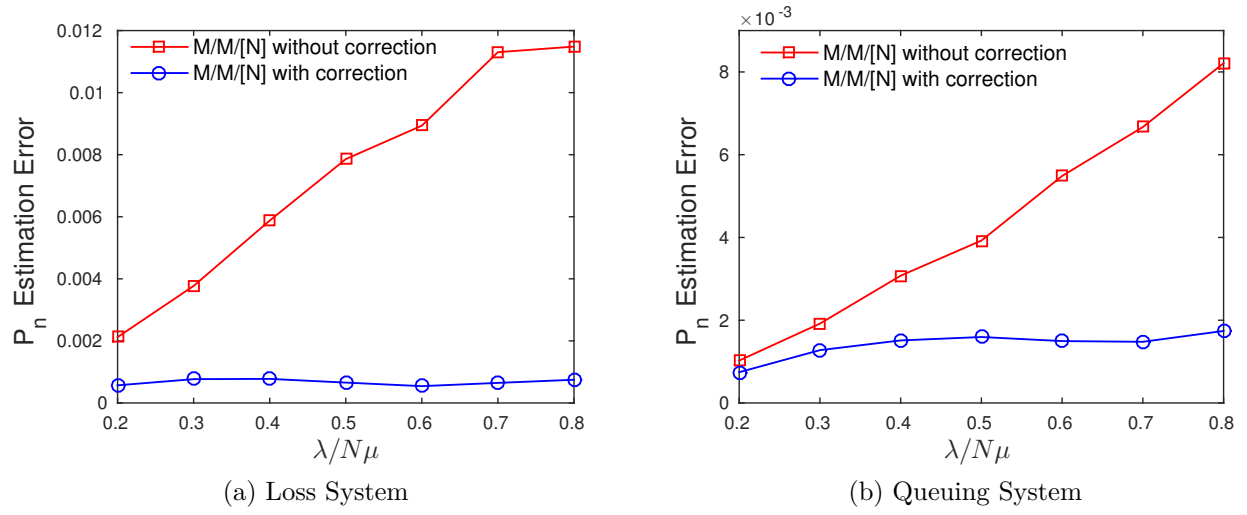 0.012
0.01
0.008
0.006
0.004
0.002
0
P_n Estimation Error
M/M/[N] without correction
M/M/[N] with correction
0.2 0.3 0.4 0.5 0.6 0.7 0.8
λ/Nμ
(a) Loss System
×10⁻³
8
6
4
2
0
P_n Estimation Error
M/M/[N] without correction
M/M/[N] with correction
0.2 0.3 0.4 0.5 0.6 0.7 0.8
λ/Nμ
(b) Queuing System